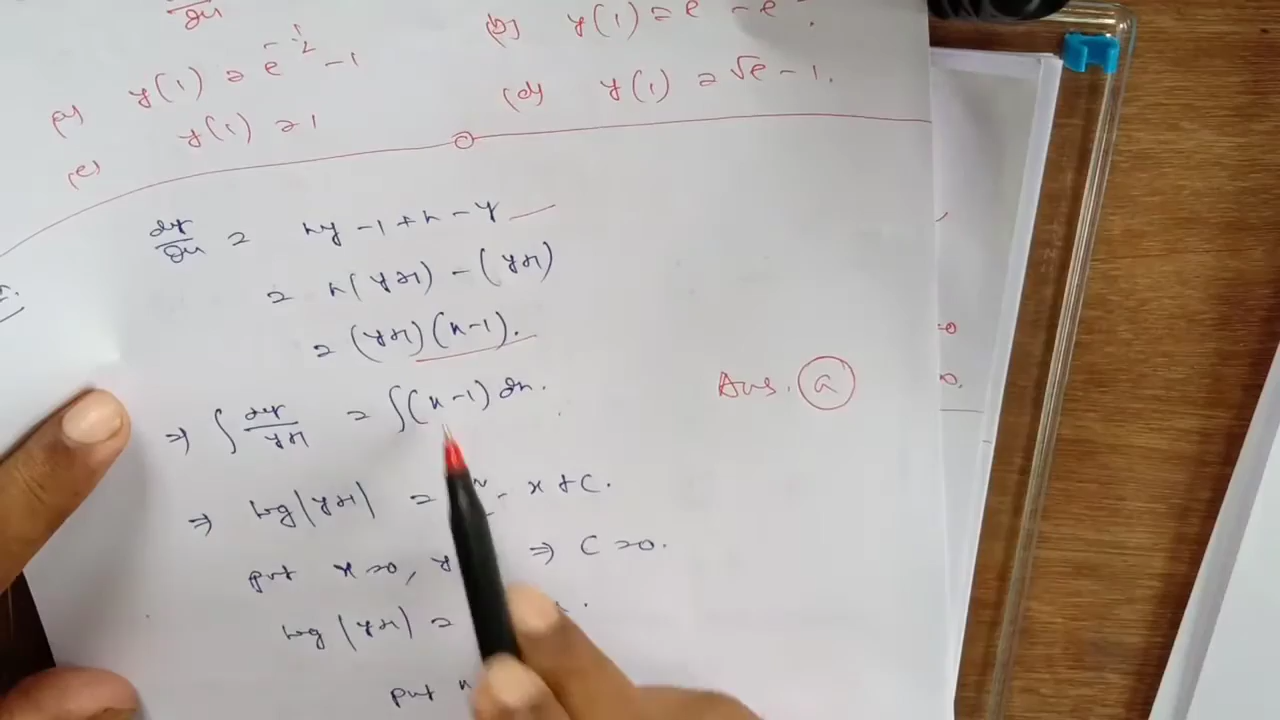 (a) y(1) = e^{-1/2} - 1
(b) y(1) = e - e
(c) y(1) = 1
(d) y(1) = √e - 1.
dy/dx = xy - 1 + x - y
= x(y+1) - (y+1)
= (y+1)(x-1).
⇒ ∫ dy/y+1 = ∫(x-1) dx.
Ans. (a)
⇒ log|y+1| = - x + C.
put x=0, y ⇒ C=0.
log|y+1| =
put x